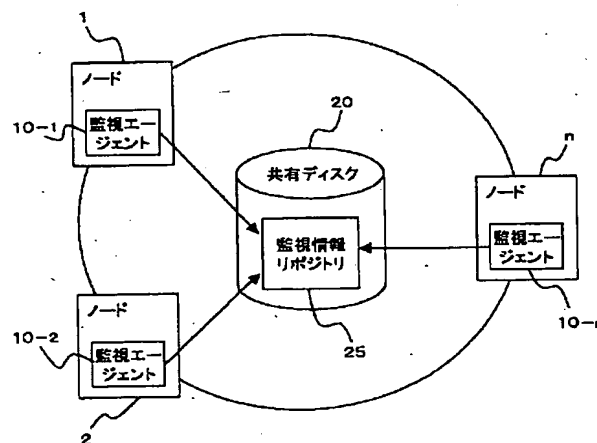 1
ノード
10-1
監視エー
ジェント
20
共有ディスク
監視情報
リポジトリ
25
n
ノード
監視エー
ジェント
ノード
10-2
監視エー
ジェント
2